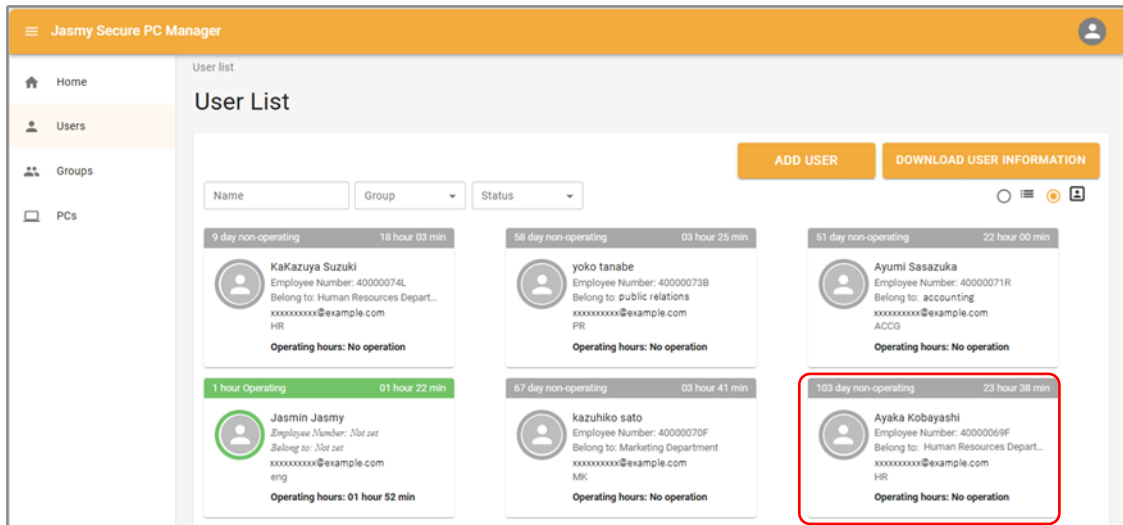 Jasmy Secure PC Manager
Home
Users
Groups
PCs
User list
User List
ADD USER
DOWNLOAD USER INFORMATION
Name
Group
Status
9 day non-operating 18 hour 03 min
KaKazuya Suzuki
Employee Number: 40000074L
Belong to: Human Resources Depart...
xxxxxxxxxx@example.com
HR
Operating hours: No operation
58 day non-operating 03 hour 25 min
yoko tanabe
Employee Number: 40000073B
Belong to: public relations
xxxxxxxxxx@example.com
PR
Operating hours: No operation
51 day non-operating 22 hour 00 min
Ayumi Sasazuka
Employee Number: 40000071R
Belong to: accounting
xxxxxxxxxx@example.com
ACCG
Operating hours: No operation
1 hour Operating 01 hour 22 min
Jasmin Jasmy
Employee Number: Not set
Belong to: Not set
xxxxxxxxxx@example.com
eng
Operating hours: 01 hour 52 min
67 day non-operating 03 hour 41 min
kazuhiko sato
Employee Number: 40000070F
Belong to: Marketing Department
xxxxxxxxxx@example.com
MK
Operating hours: No operation
103 day non-operating 23 hour 38 min
Ayaka Kobayashi
Employee Number: 40000069F
Belong to: Human Resources Depart...
xxxxxxxxxx@example.com
HR
Operating hours: No operation